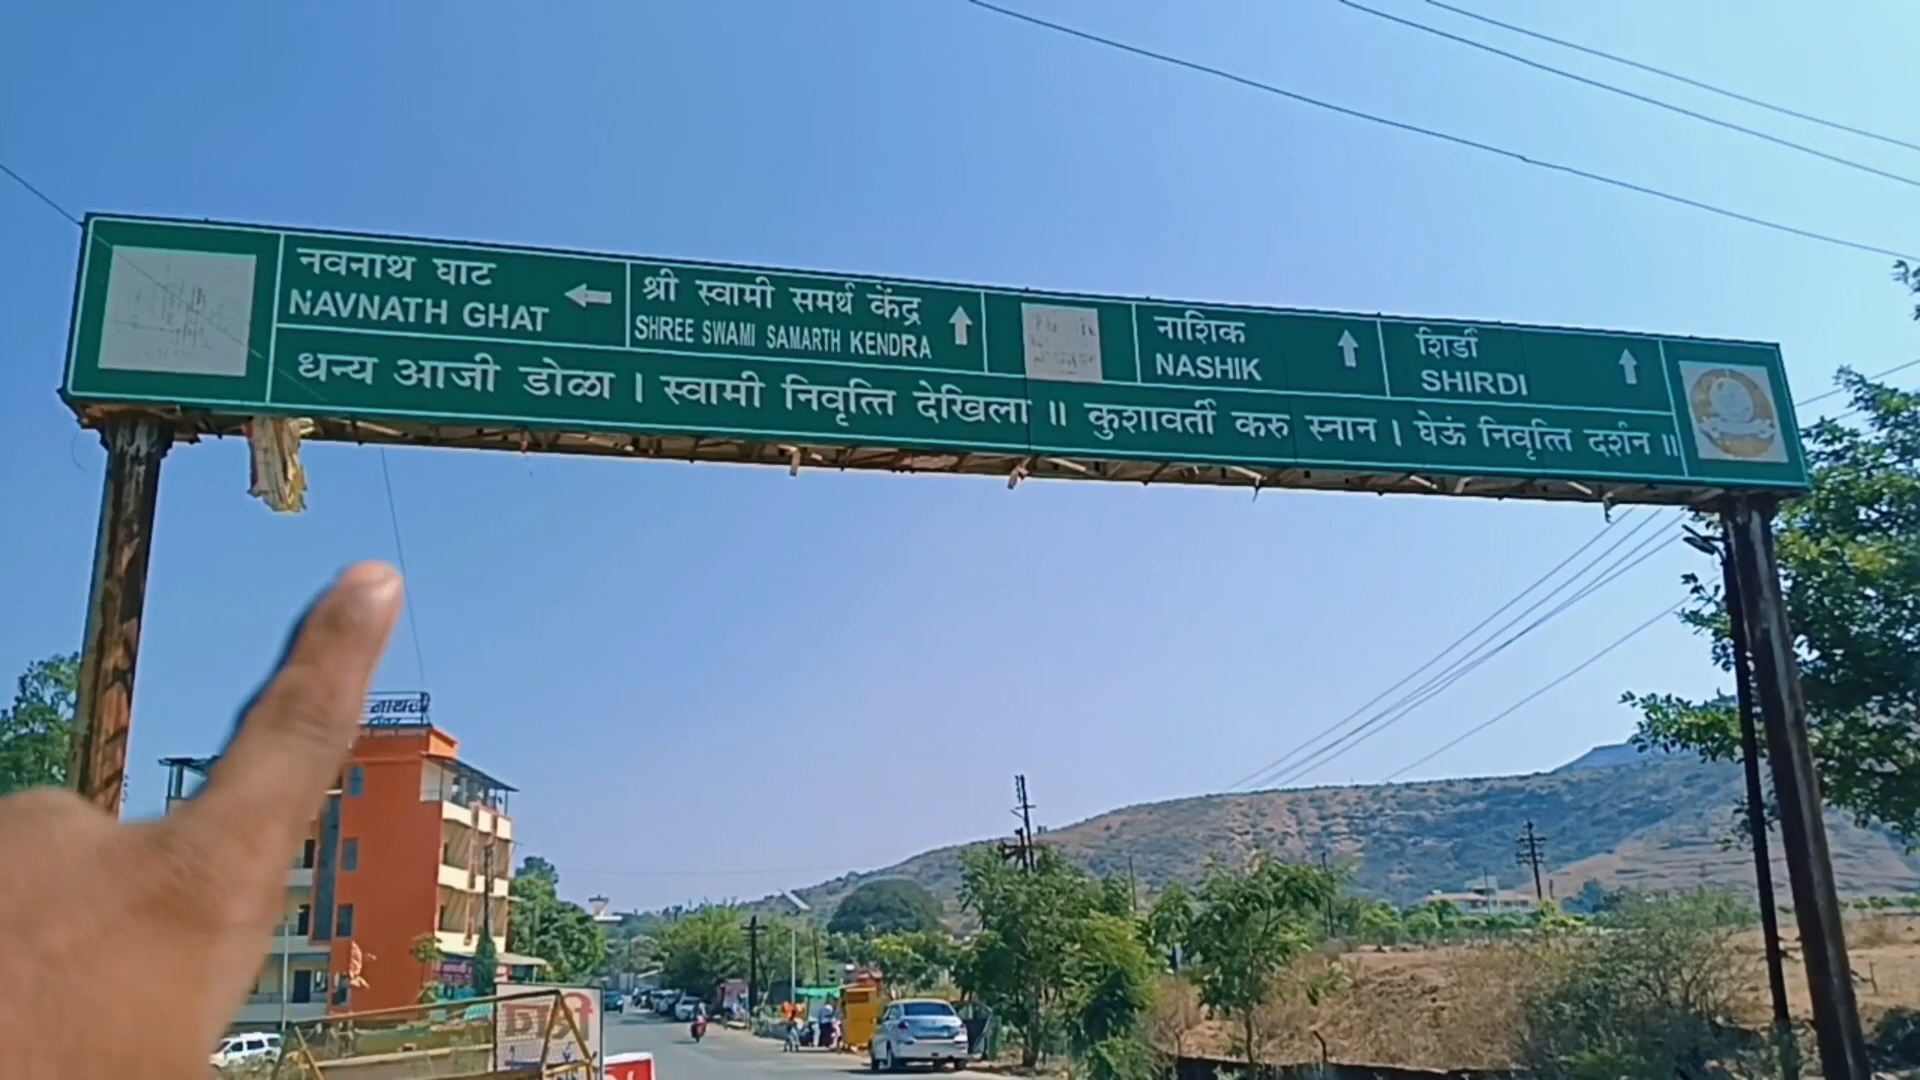 नवनाथ घाट
NAVNATH GHAT
श्री स्वामी समर्थ केंद्र
SHREE SWAMI SAMARTH KENDRA
नाशिक
NASHIK
शिर्डी
SHIRDI
धन्य आजी डोळा । स्वामी निवृत्ति देखिला ॥ कुशावर्ती करु स्नान । घेऊं निवृत्ति दर्शन ॥